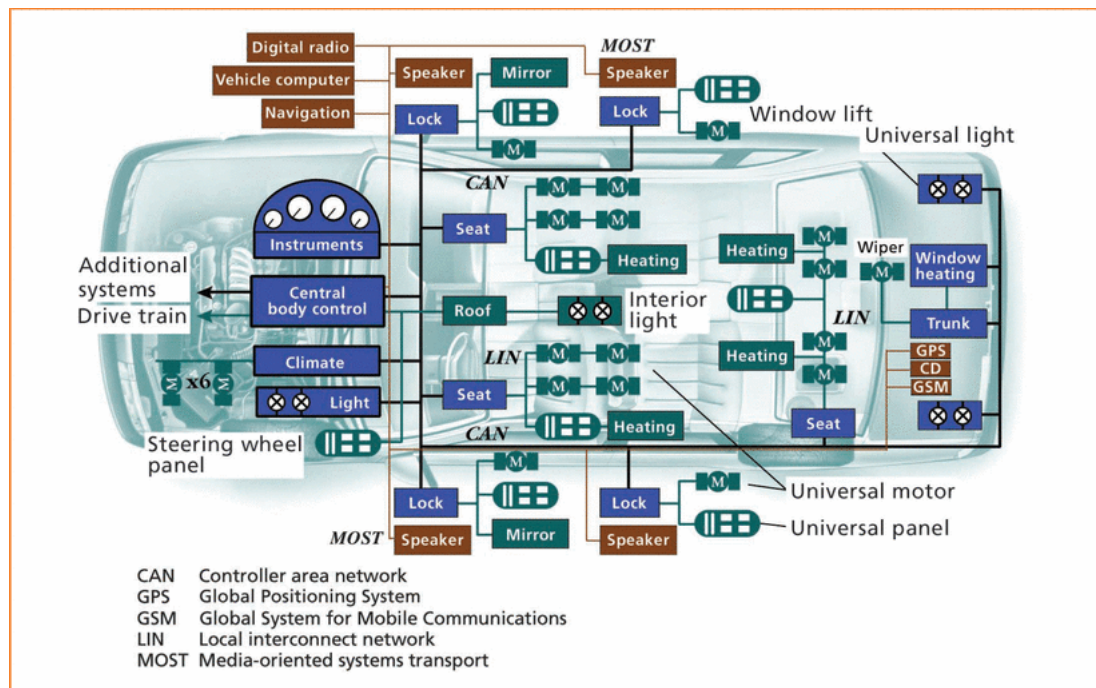 Digital radio
MOST
Speaker
Mirror
Speaker
Vehicle computer
Navigation
Lock
Lock
M
M
Window lift
Universal light
CAN
M
M
Seat
M
M
Heating
Instruments
Heating
M
M
Wiper
M
Window
heating
Additional
systems
Drive train
Central
body control
Roof
Interior
light
LIN
Trunk
LIN
M
M
Heating
M
M
GPS
CD
GSM
Climate
M
x6
M
Seat
M
M
Light
CAN
Heating
Seat
Steering wheel
panel
M
M
Universal motor
Lock
Lock
Universal panel
MOST
Speaker
Mirror
Speaker
CAN Controller area network
GPS Global Positioning System
GSM Global System for Mobile Communications
LIN Local interconnect network
MOST Media-oriented systems transport